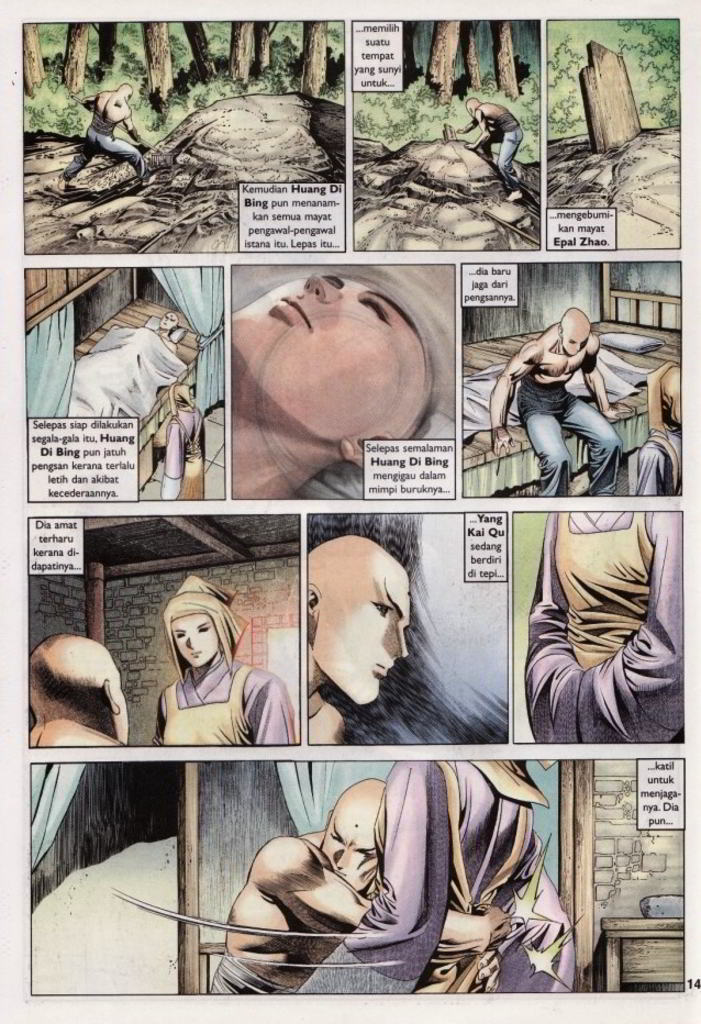 Kemudian Huang Di
Bing pun menanam-
kan semua mayat
pengawal-pengawal
istana itu. Lepas itu...
...memilih
suatu
tempat
yang sunyi
untuk...
...mengebumi-
kan mayat
Epal Zhao.
Selepas siap dilakukan
segala-gala itu, Huang
Di Bing pun jatuh
pengsan kerana terlalu
letih dan akibat
kecederaannya.
Selepas semalaman
Huang Di Bing
mengigau dalam
mimpi buruknya...
...dia baru
jaga dari
pengsannya.
Dia amat
terharu
kerana di-
dapatinya...
...Yang
Kai Qu
sedang
berdiri
di tepi...
...katil
untuk
menjaga-
nya. Dia
pun...
14